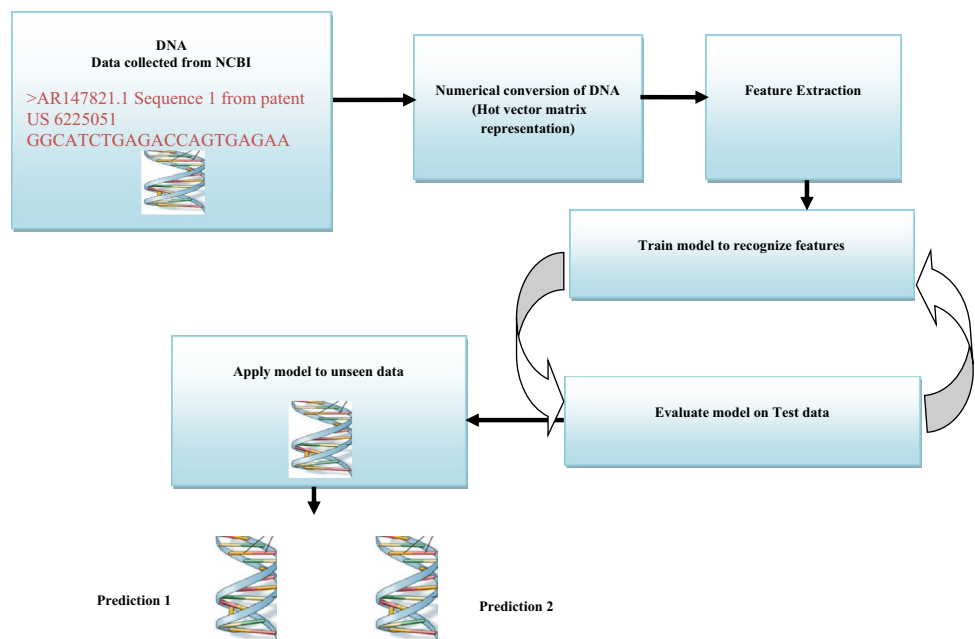 DNA
Data collected from NCBI
>AR147821.1 Sequence 1 from patent
US 6225051
GGCATCTGAGACCAGTGAGAA
Numerical conversion of DNA
(Hot vector matrix
representation)
Feature Extraction
Train model to recognize features
Apply model to unseen data
Evaluate model on Test data
Prediction 1
Prediction 2